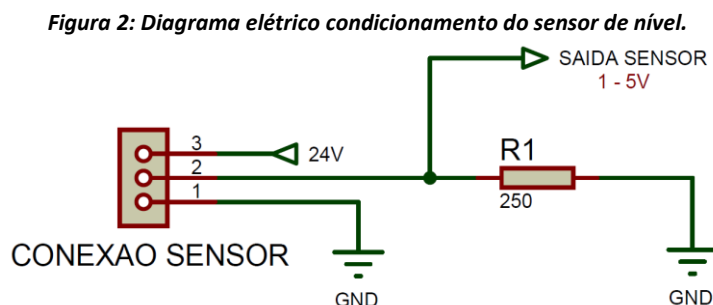 Figura 2: Diagrama elétrico condicionamento do sensor de nível.
SAIDA SENSOR
1 - 5V
3
24V
2
1
R1
250
CONEXAO SENSOR
GND
GND